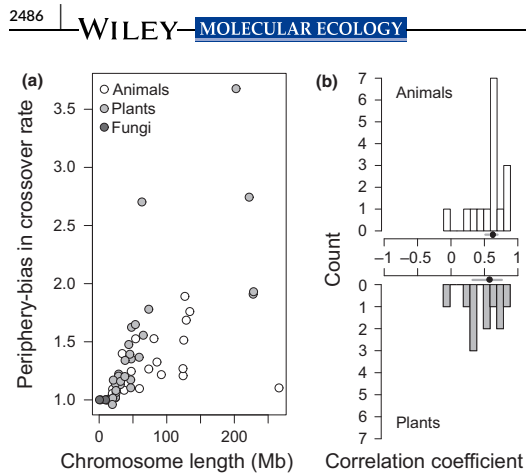 2486 WILEY MOLECULAR ECOLOGY
(a)
Animals
Plants
Fungi
3.5
3.0
2.5
2.0
1.5
1.0
Periphery-bias in crossover rate
0 50 100 200
Chromosome length (Mb)
(b)
Animals
7
6
5
4
3
2
1
0
Count
−1 −0.5 0 0.5 1
0
1
2
3
4
5
6
7
Plants
Correlation coefficient